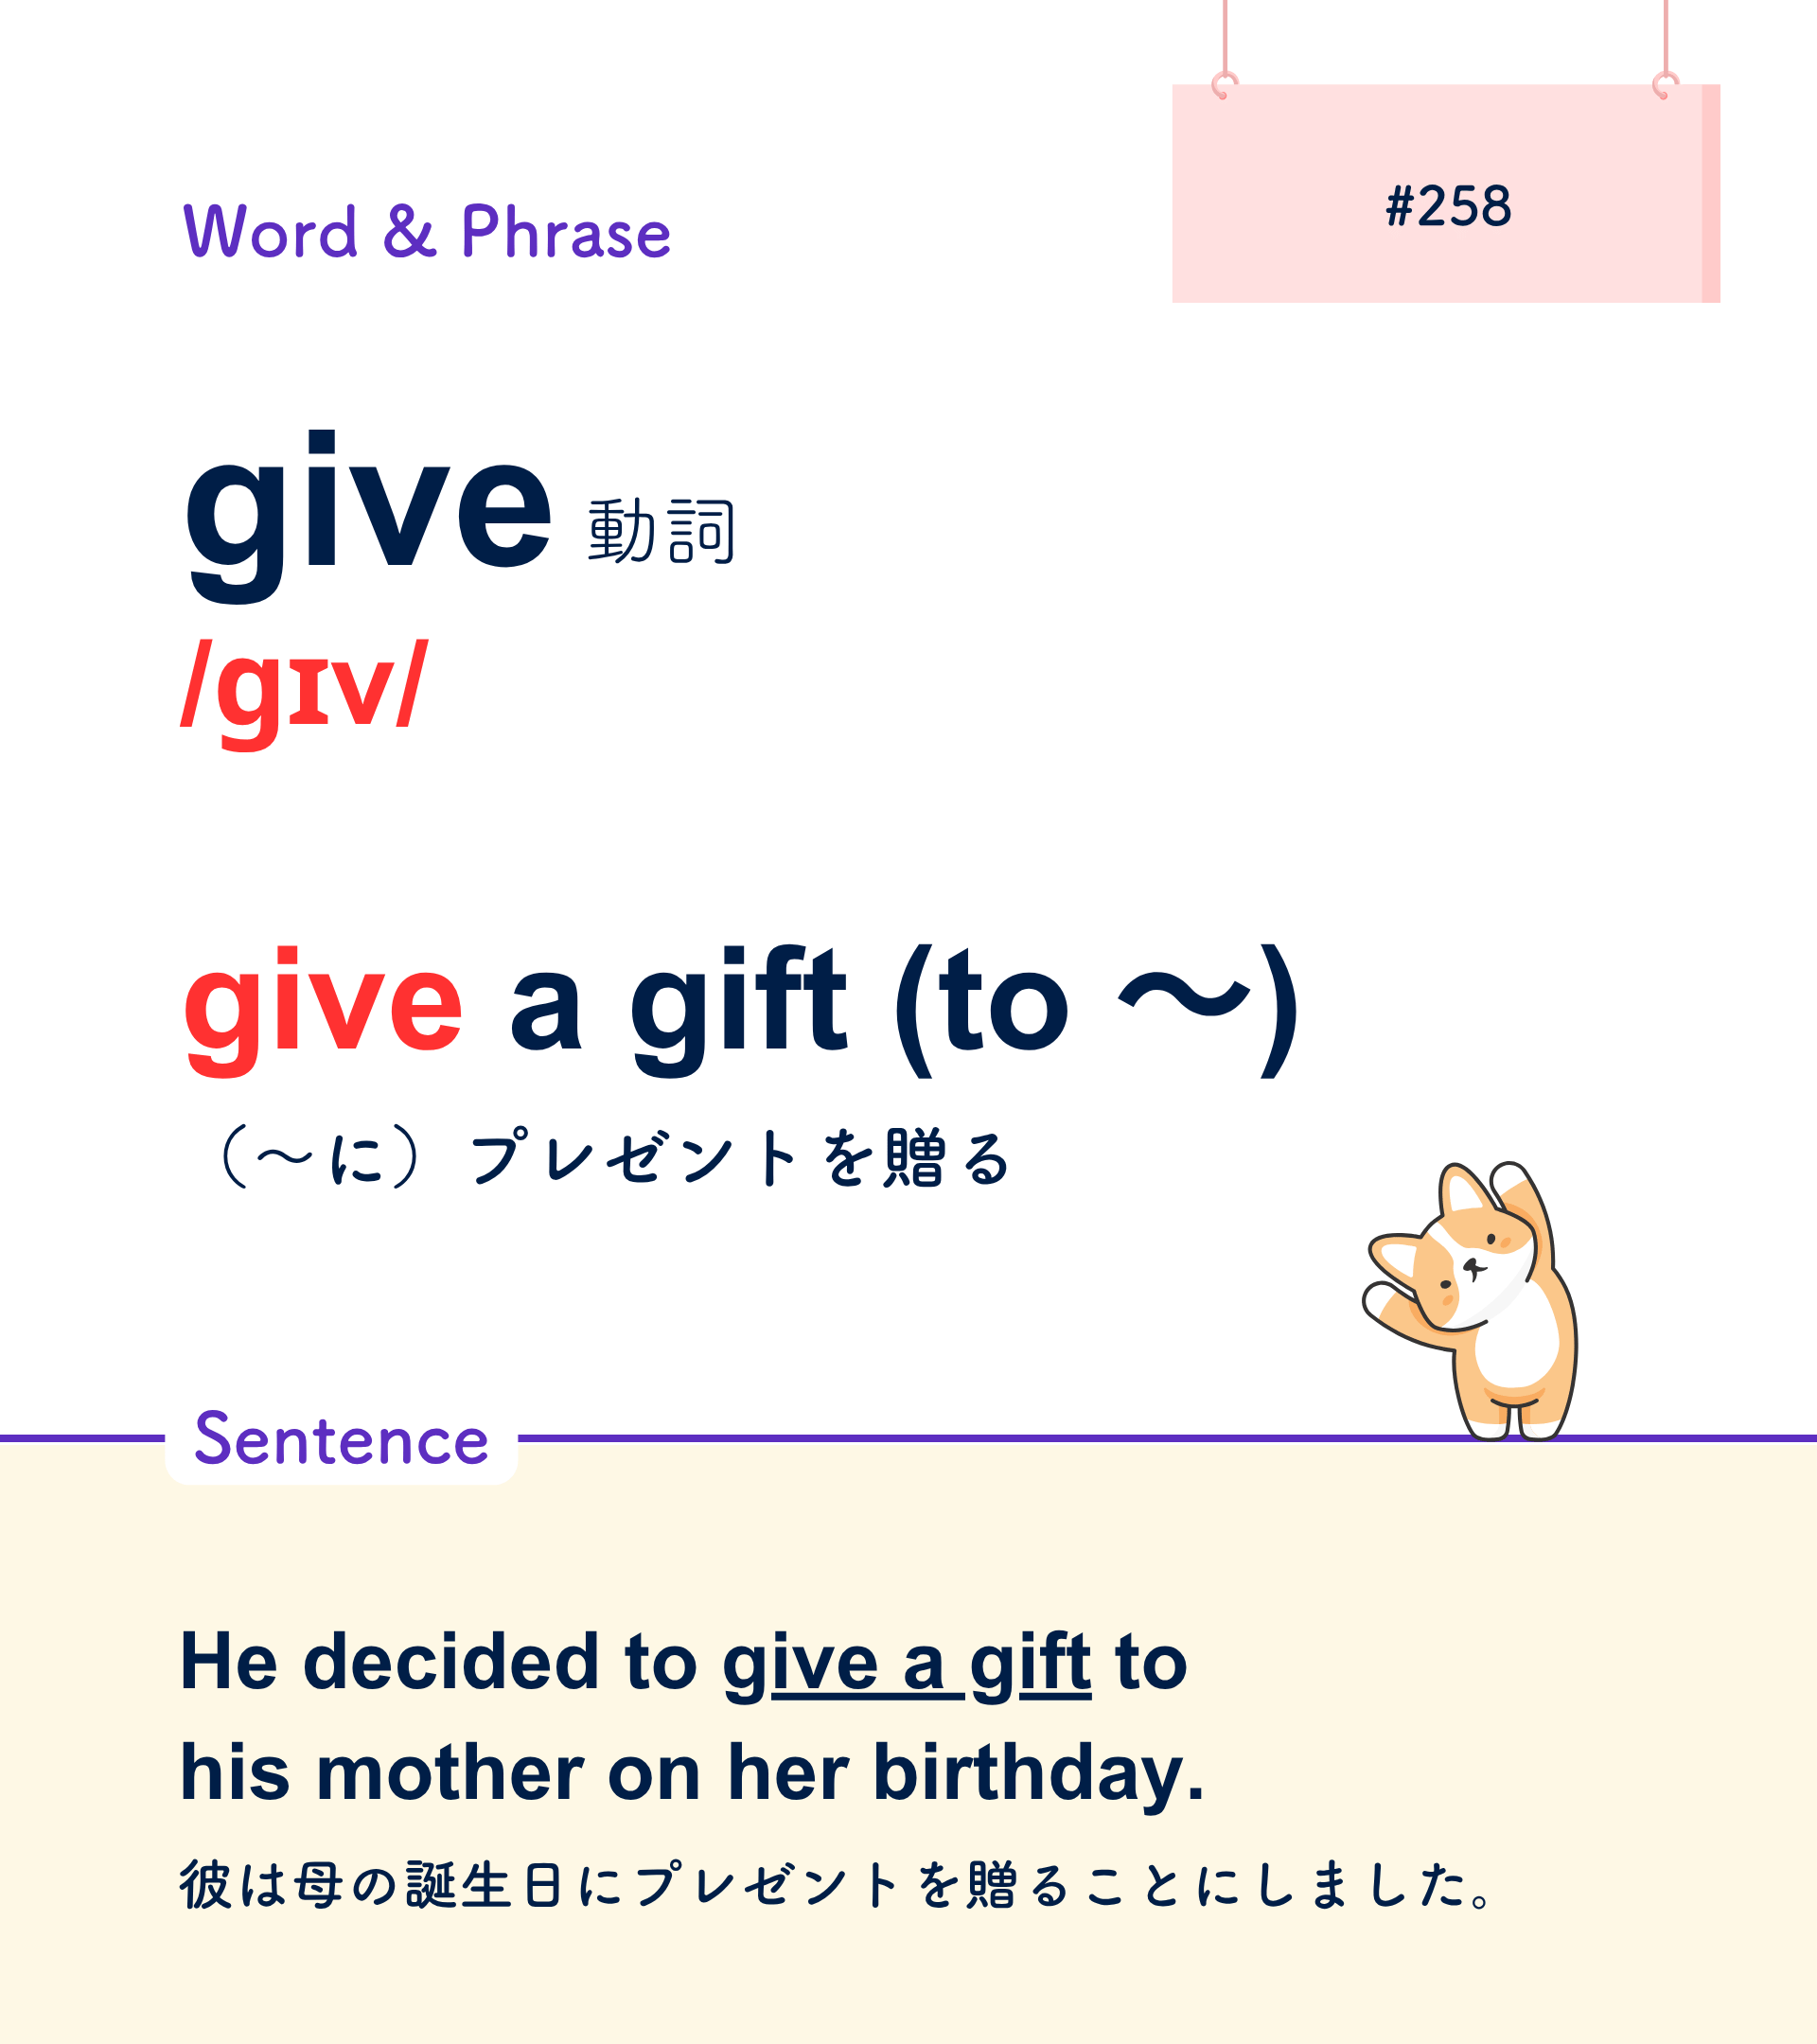 #258
Word & Phrase
give 動詞
/gɪv/
give a gift (to 〜)
（〜に）プレゼントを贈る
Sentence
He decided to give a gift to
his mother on her birthday.
彼は母の誕生日にプレゼントを贈ることにしました。